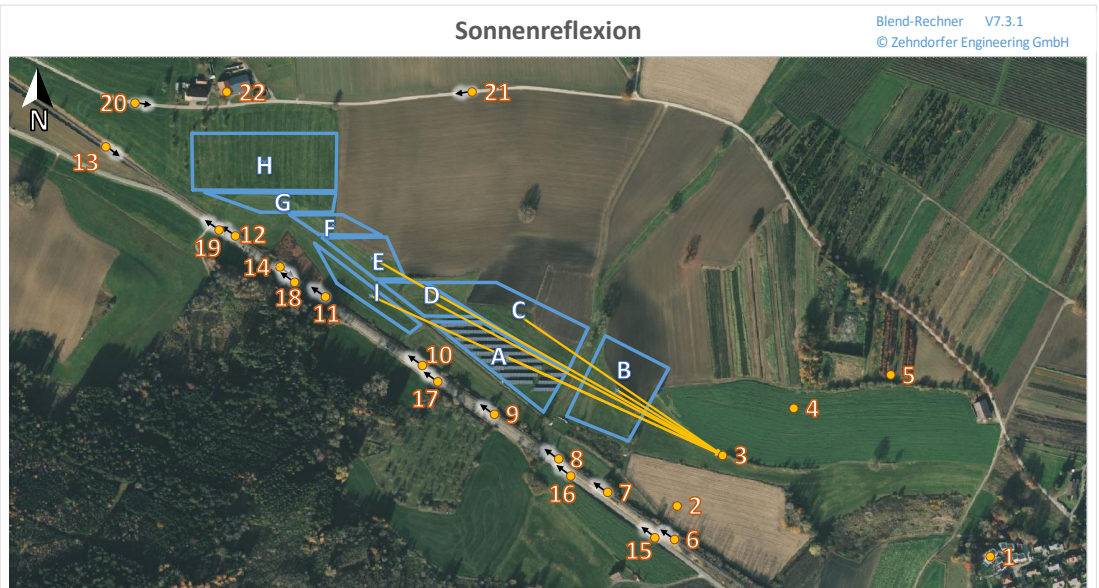 Sonnenreflexion
Blend-Rechner V7.3.1
© Zehndorfer Engineering GmbH
N
20
22
21
13
H
G
F
19
12
14
18
11
E
I
D
C
A
B
10
17
9
8
16
7
15
6
2
3
4
5
1